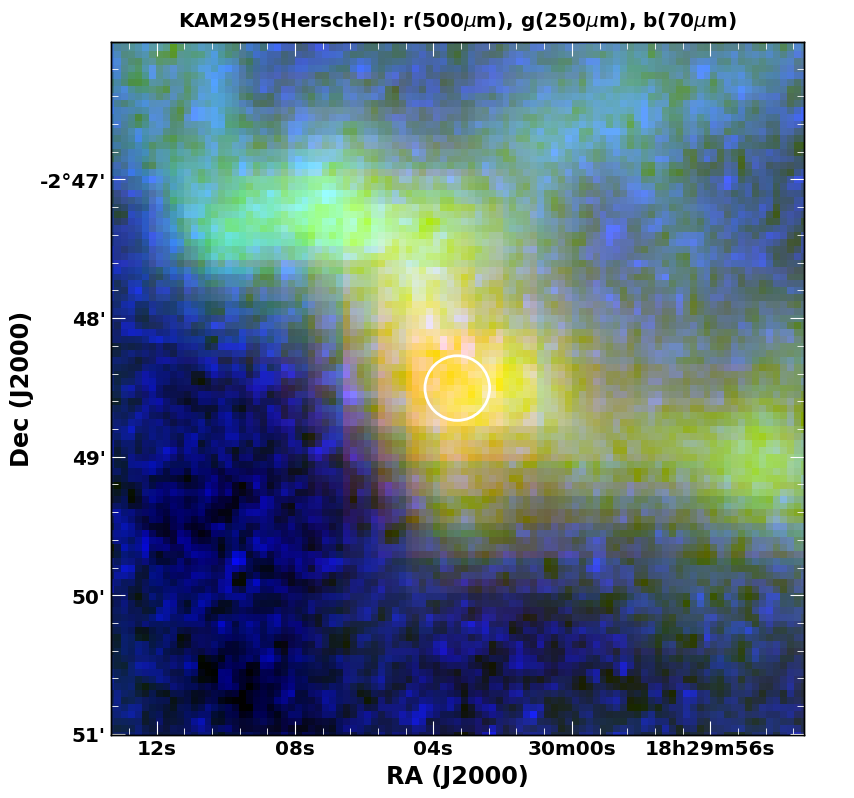 KAM295(Herschel): r(500μm), g(250μm), b(70μm)
Dec (J2000)
-2°47'
48'
49'
50'
51'
12s 08s 04s 30m00s 18h29m56s
RA (J2000)